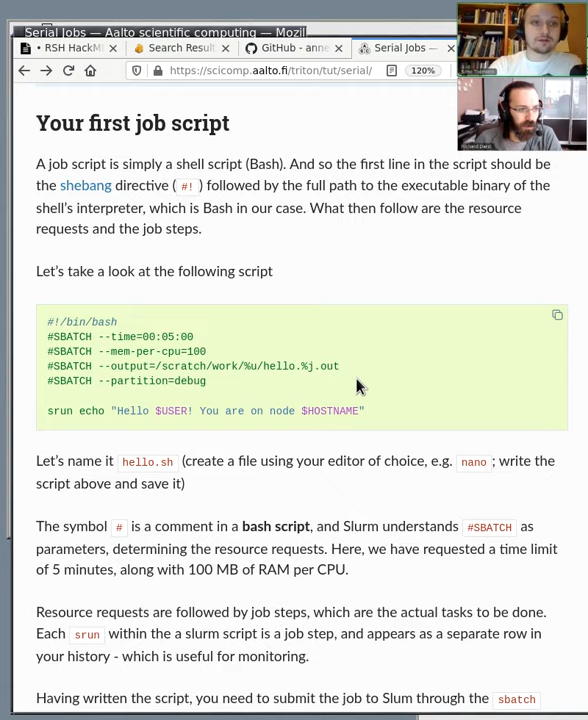 Serial Jobs — Aalto scientific computing — Mozil
• RSH HackM
Search Result
GitHub - anne
Serial Jobs —
https://scicomp.aalto.fi/triton/tut/serial/
120%
Richard Darst
Your first job script
A job script is simply a shell script (Bash). And so the first line in the script should be
the shebang directive ( #! ) followed by the full path to the executable binary of the
shell's interpreter, which is Bash in our case. What then follow are the resource
requests and the job steps.
Let's take a look at the following script
#!/bin/bash
#SBATCH --time=00:05:00
#SBATCH --mem-per-cpu=100
#SBATCH --output=/scratch/work/%u/hello.%j.out
#SBATCH --partition=debug
srun echo "Hello $USER! You are on node $HOSTNAME"
Let's name it hello.sh (create a file using your editor of choice, e.g. nano ; write the
script above and save it)
The symbol # is a comment in a bash script, and Slurm understands #SBATCH as
parameters, determining the resource requests. Here, we have requested a time limit
of 5 minutes, along with 100 MB of RAM per CPU.
Resource requests are followed by job steps, which are the actual tasks to be done.
Each srun within the a slurm script is a job step, and appears as a separate row in
your history - which is useful for monitoring.
Having written the script, you need to submit the job to Slum through the sbatch